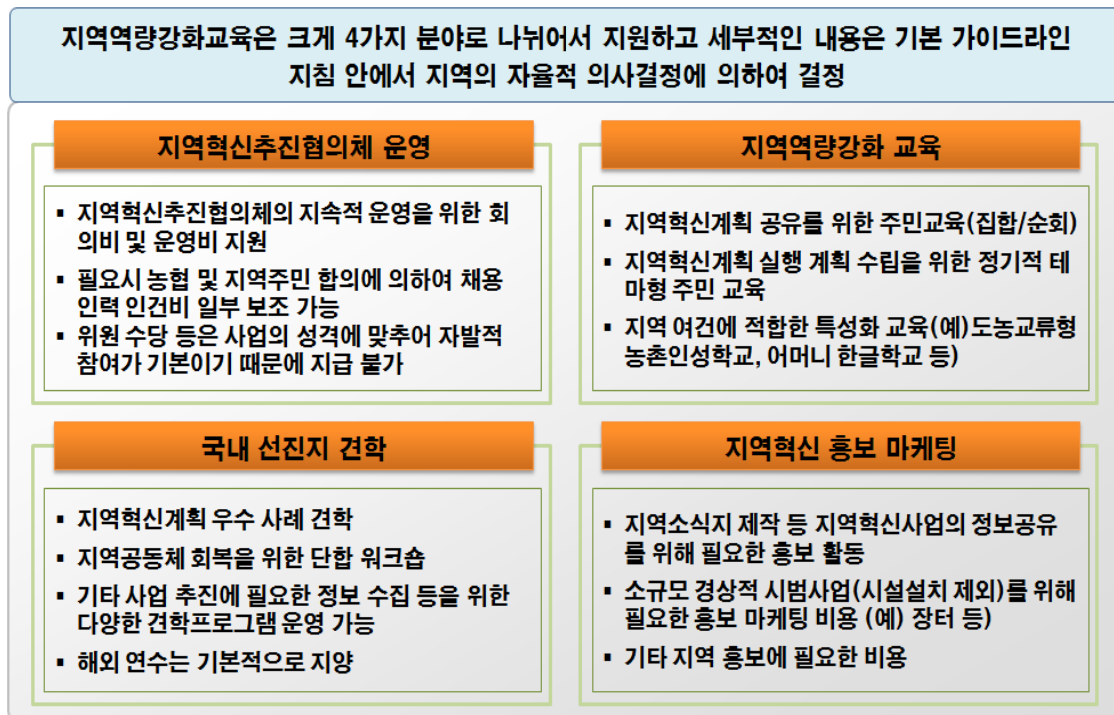 지역역량강화교육은 크게 4가지 분야로 나뉘어서 지원하고 세부적인 내용은 기본 가이드라인
지침 안에서 지역의 자율적 의사결정에 의하여 결정
지역혁신추진협의체 운영
▪ 지역혁신추진협의체의 지속적 운영을 위한 회
의비 및 운영비 지원
▪ 필요시 농협 및 지역주민 합의에 의하여 채용
인력 인건비 일부 보조 가능
▪ 위원 수당 등은 사업의 성격에 맞추어 자발적
참여가 기본이기 때문에 지급 불가
지역역량강화 교육
▪ 지역혁신계획 공유를 위한 주민교육(집합/순회)
▪ 지역혁신계획 실행 계획 수립을 위한 정기적 테
마형 주민 교육
▪ 지역 여건에 적합한 특성화 교육(예)도농교류형
농촌인성학교, 어머니 한글학교 등)
국내 선진지 견학
▪ 지역혁신계획 우수 사례 견학
▪ 지역공동체 회복을 위한 단합 워크숍
▪ 기타 사업 추진에 필요한 정보 수집 등을 위한
다양한 견학프로그램 운영 가능
▪ 해외 연수는 기본적으로 지양
지역혁신 홍보 마케팅
▪ 지역소식지 제작 등 지역혁신사업의 정보공유
를 위해 필요한 홍보 활동
▪ 소규모 경상적 시범사업(시설설치 제외)를 위해
필요한 홍보 마케팅 비용 (예) 장터 등)
▪ 기타 지역 홍보에 필요한 비용